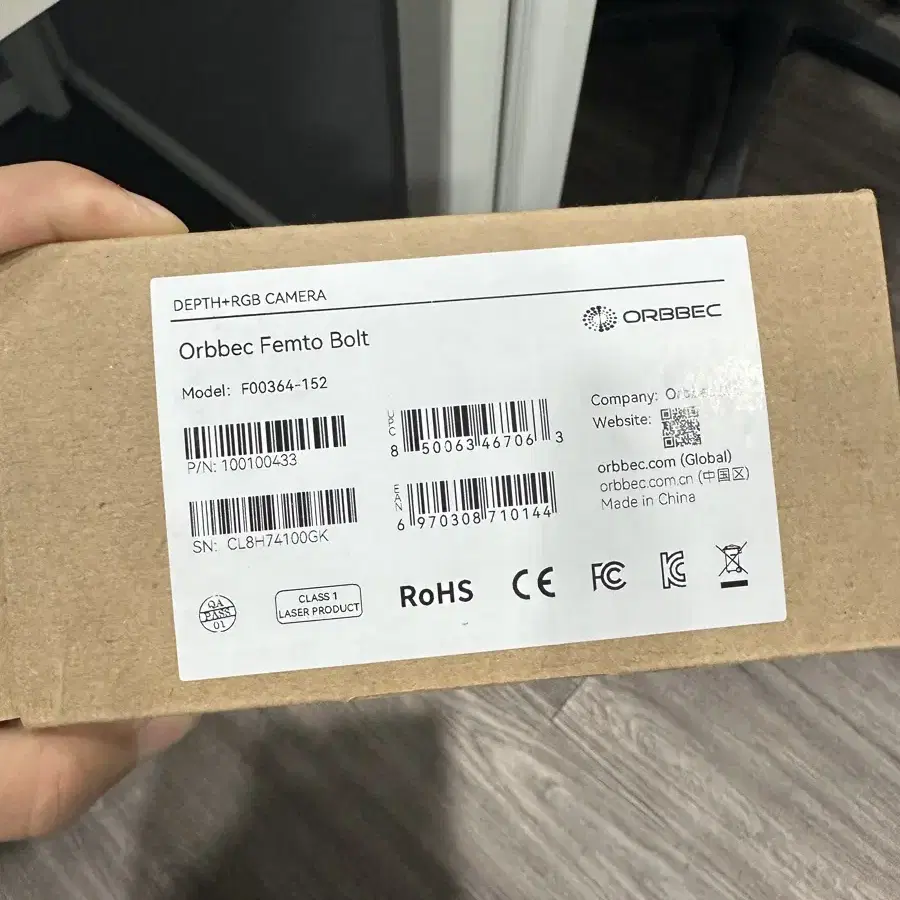 DEPTH+RGB CAMERA
ORBBEC
Orbbec Femto Bolt
Model: F00364-152
P/N: 100100433
UPC
8 50063 46706 3
Company:
Website:
orbbec.com (Global)
orbbec.com.cn (中国区)
Made in China
SN: CL8H74100GK
EAN
6 970308 710144
QA
PASS
01
CLASS 1
LASER PRODUCT
RoHS
CE
FC